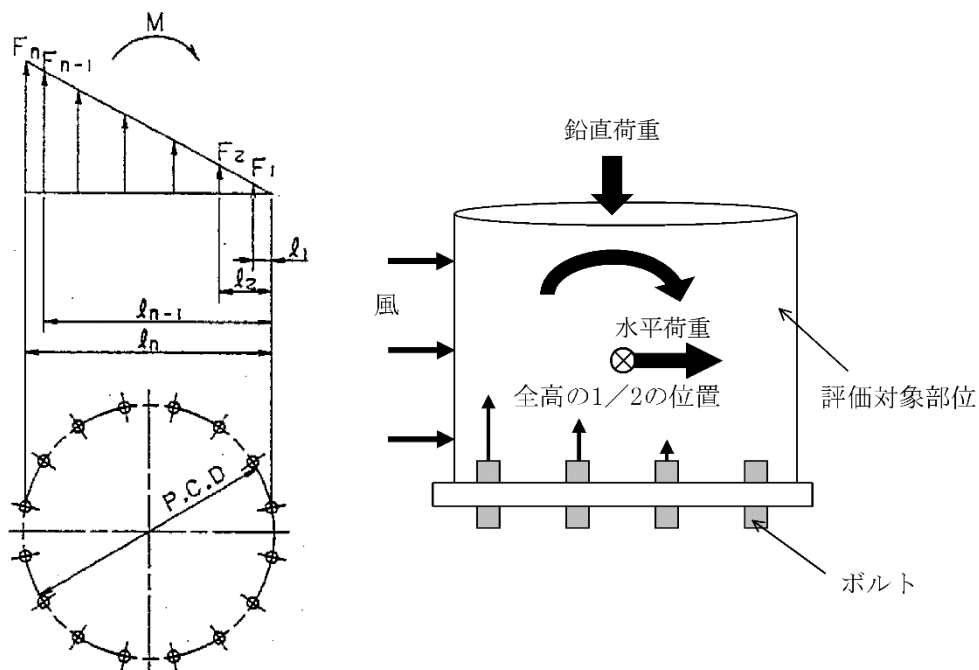 M
Fn
Fn-1
F2
F1
l1
l2
ln-1
ln
P.C.D
鉛直荷重
風
水平荷重
全高の1／2の位置
評価対象部位
ボルト